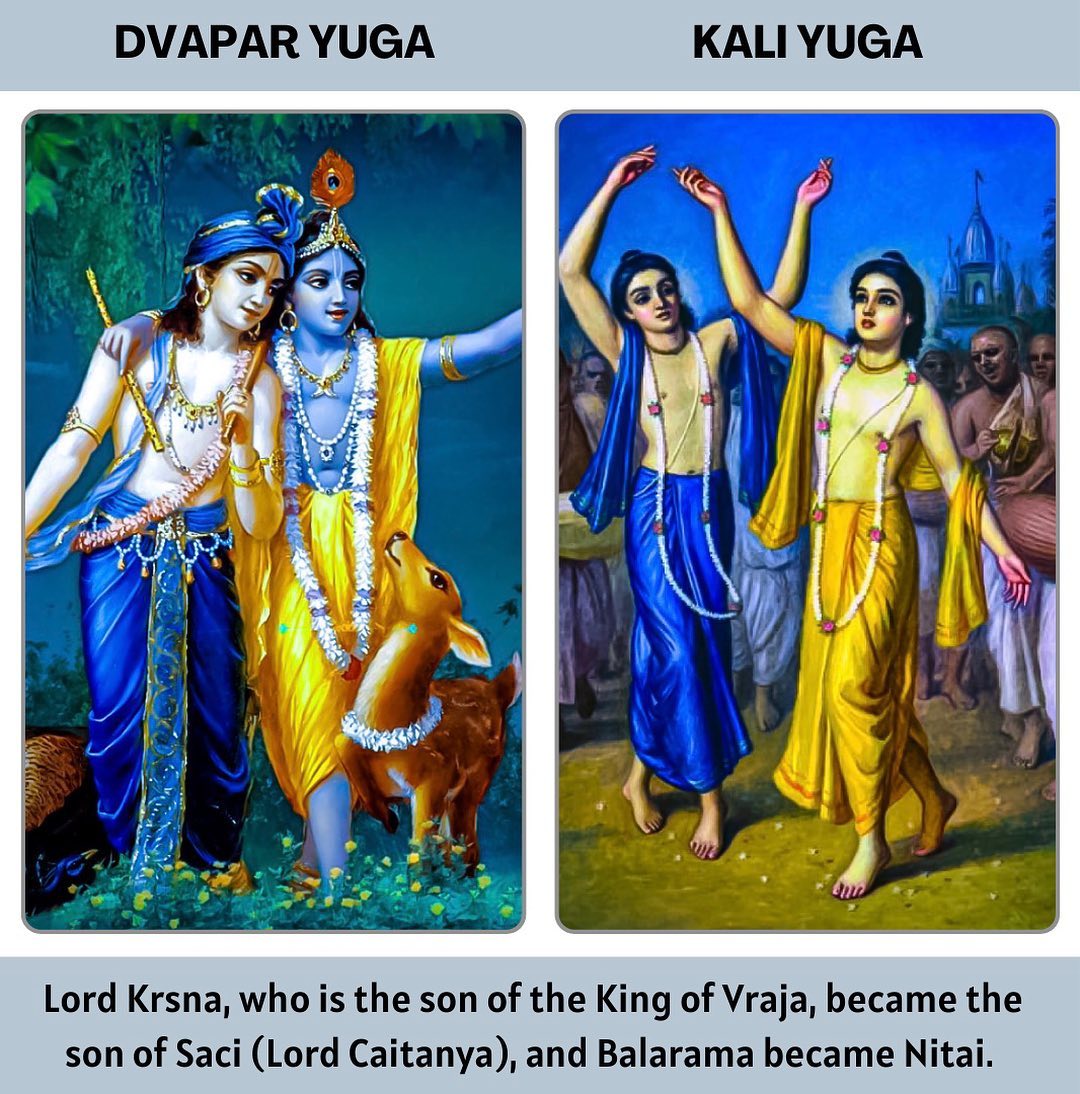 DVAPAR YUGA
KALI YUGA
Lord Krsna, who is the son of the King of Vraja, became the
son of Saci (Lord Caitanya), and Balarama became Nitai.